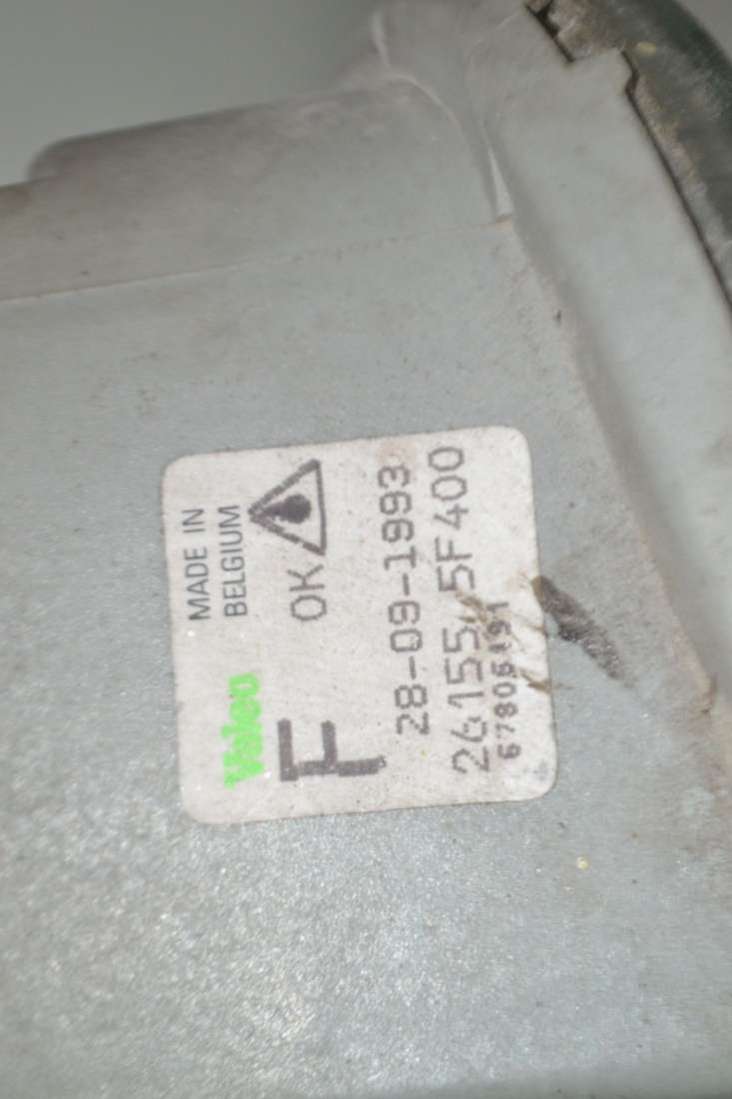 Valeo
MADE IN
BELGIUM
F
OK
28-09-1993
26155 5F400